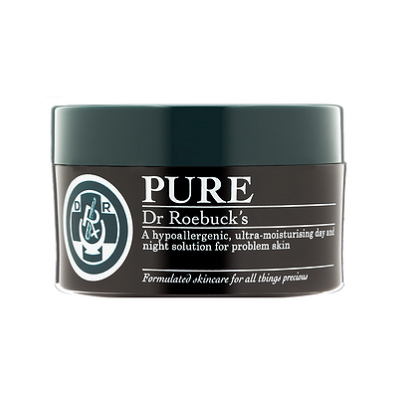 PURE
Dr Roebuck's
A hypoallergenic, ultra-moisturising day and
night solution for problem skin
Formulated skincare for all things precious
D R